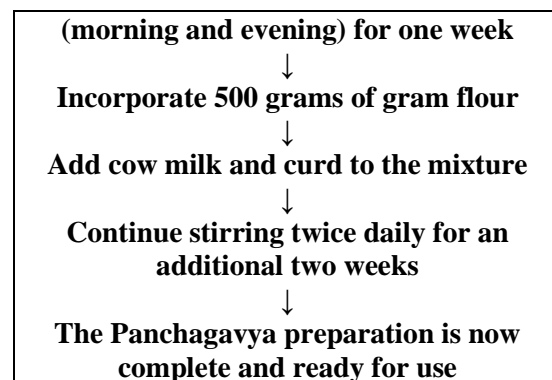 (morning and evening) for one week
↓
Incorporate 500 grams of gram flour
↓
Add cow milk and curd to the mixture
↓
Continue stirring twice daily for an
additional two weeks
↓
The Panchagavya preparation is now
complete and ready for use